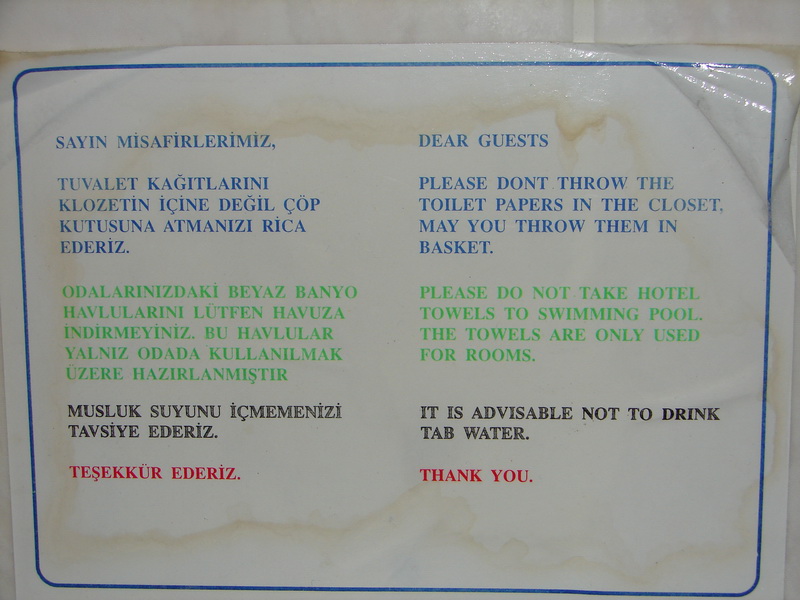 SAYIN MİSAFİRLERİMİZ,
TUVALET KAĞITLARINI
KLOZETİN İÇİNE DEĞİL ÇÖP
KUTUSUNA ATMANIZI RİCA
EDERİZ.
ODALARINIZDAKİ BEYAZ BANYO
HAVLULARINI LÜTFEN HAVUZA
İNDİRMEYİNİZ. BU HAVLULAR
YALNIZ ODADA KULLANILMAK
ÜZERE HAZIRLANMIŞTIR
MUSLUK SUYUNU İÇMEMENİZİ
TAVSİYE EDERİZ.
TEŞEKKÜR EDERİZ.
DEAR GUESTS
PLEASE DONT THROW THE
TOILET PAPERS IN THE CLOSET,
MAY YOU THROW THEM IN
BASKET.
PLEASE DO NOT TAKE HOTEL
TOWELS TO SWIMMING POOL.
THE TOWELS ARE ONLY USED
FOR ROOMS.
IT IS ADVISABLE NOT TO DRINK
TAB WATER.
THANK YOU.